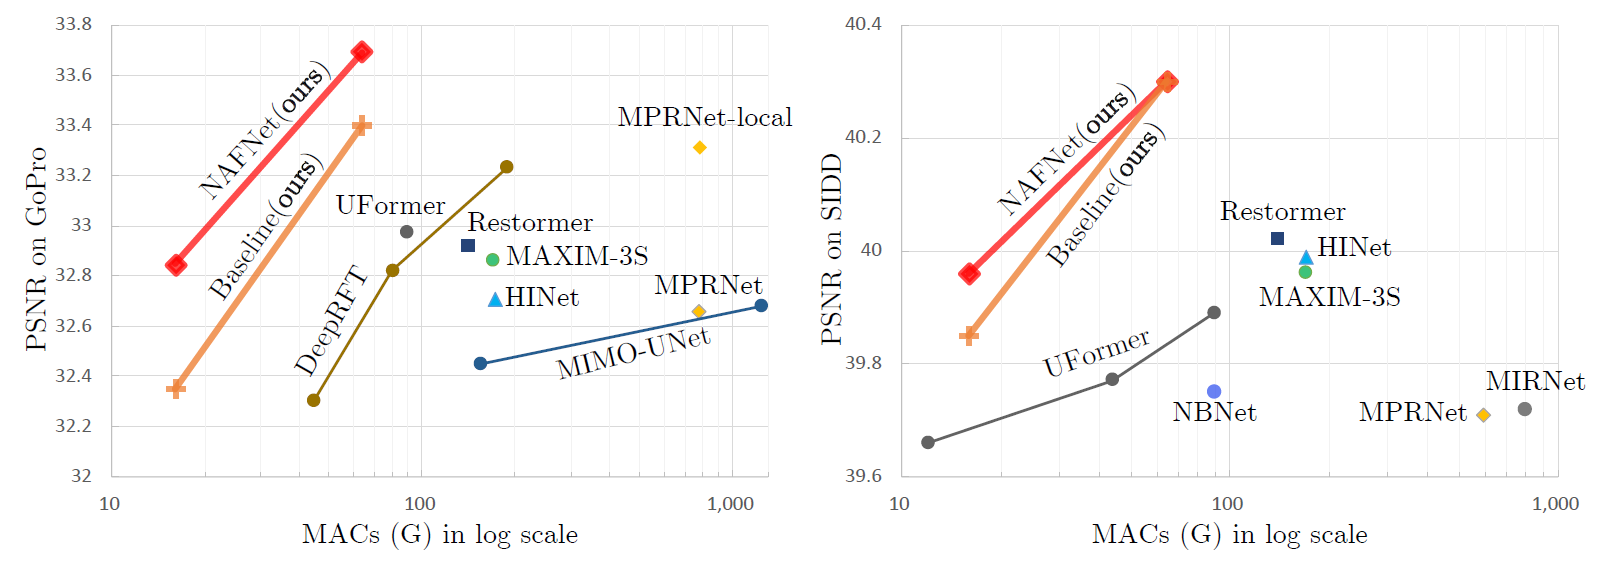 33.8
33.6
33.4
33.2
33
32.8
32.6
32.4
32.2
32
PSNR on GoPro
NAFNet(ours)
Baseline(ours)
DeepRFT
UFormer
Restormer
MAXIM-3S
HINet
MPRNet-local
MPRNet
MIMO-UNet
10
100
1,000
MACs (G) in log scale
40.4
40.2
40
39.8
39.6
PSNR on SIDD
NAFNet(ours)
Baseline(ours)
Restormer
HINet
MAXIM-3S
UFormer
NBNet
MIRNet
MPRNet
10
100
1,000
MACs (G) in log scale